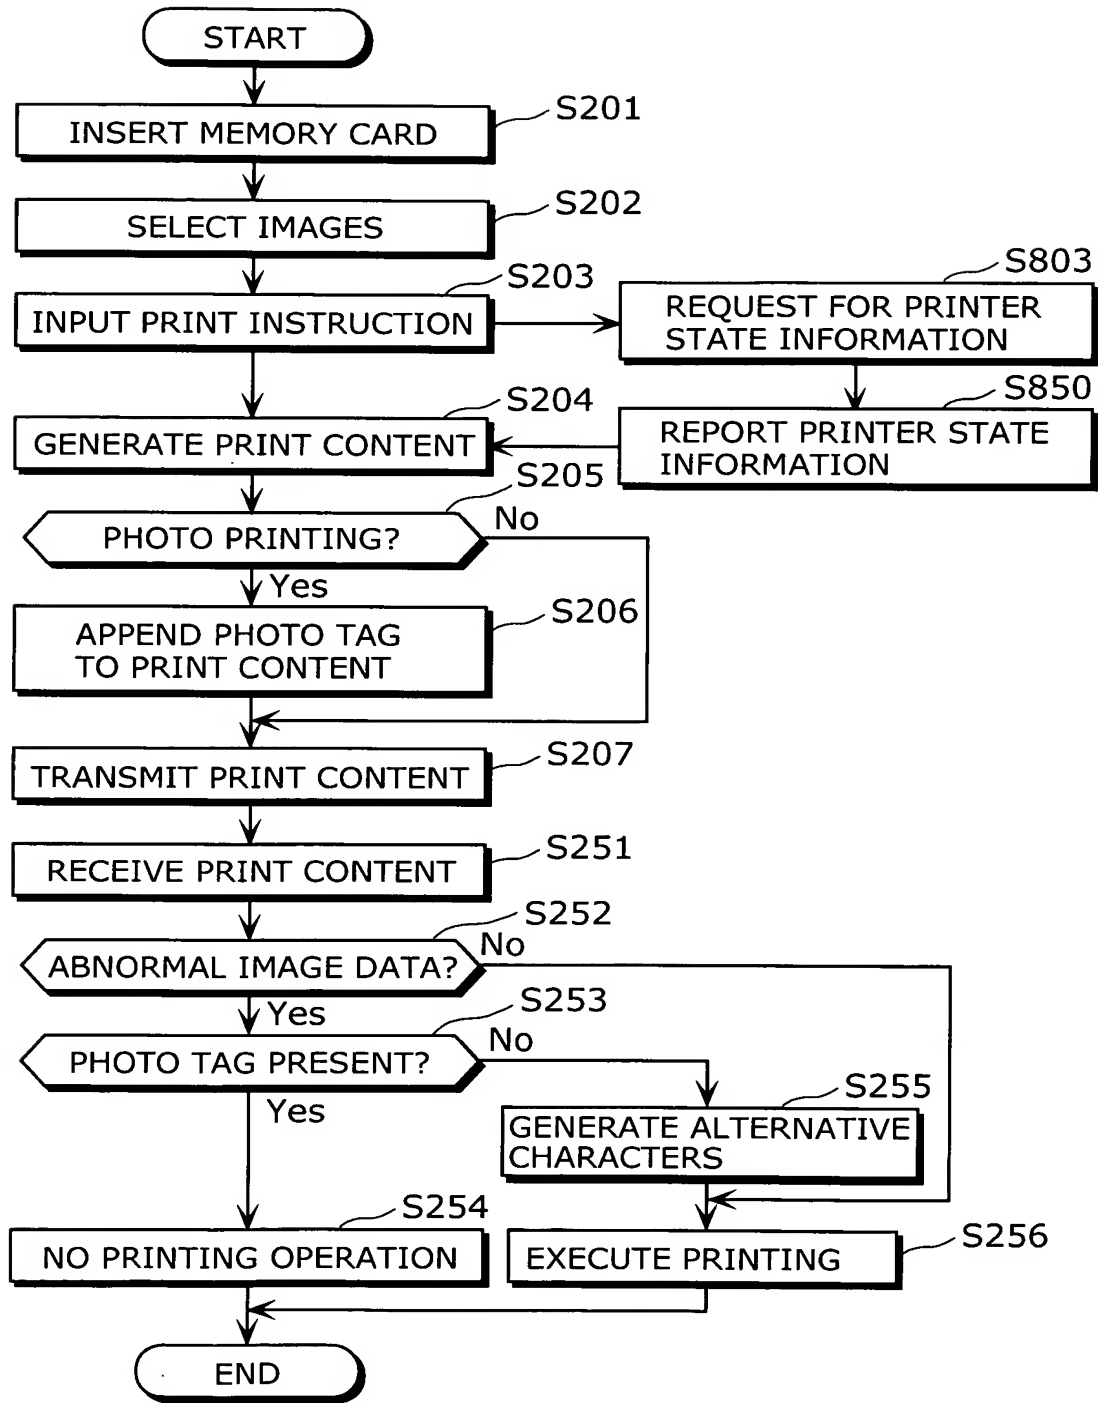 START
S201
INSERT MEMORY CARD
S202
SELECT IMAGES
S203
INPUT PRINT INSTRUCTION
S803
REQUEST FOR PRINTER
STATE INFORMATION
S850
REPORT PRINTER STATE
INFORMATION
S204
GENERATE PRINT CONTENT
S205
PHOTO PRINTING?
No
Yes
S206
APPEND PHOTO TAG
TO PRINT CONTENT
S207
TRANSMIT PRINT CONTENT
S251
RECEIVE PRINT CONTENT
S252
ABNORMAL IMAGE DATA?
No
Yes
S253
PHOTO TAG PRESENT?
No
Yes
S255
GENERATE ALTERNATIVE
CHARACTERS
S254
NO PRINTING OPERATION
S256
EXECUTE PRINTING
END